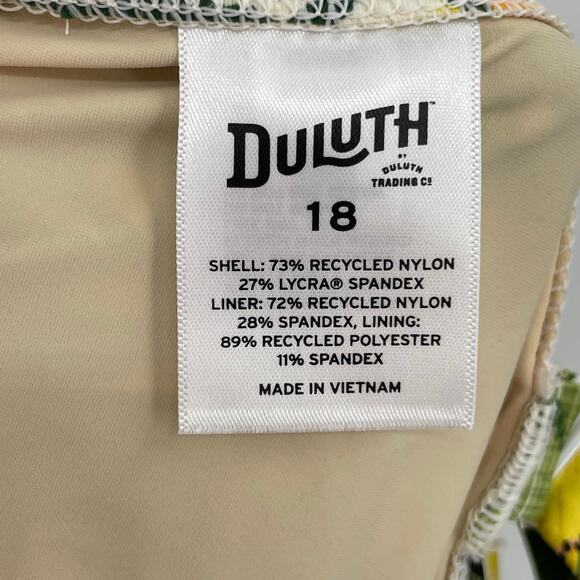 DULUTH™
BY
DULUTH
TRADING CO
18
SHELL: 73% RECYCLED NYLON
27% LYCRA® SPANDEX
LINER: 72% RECYCLED NYLON
28% SPANDEX, LINING:
89% RECYCLED POLYESTER
11% SPANDEX
MADE IN VIETNAM